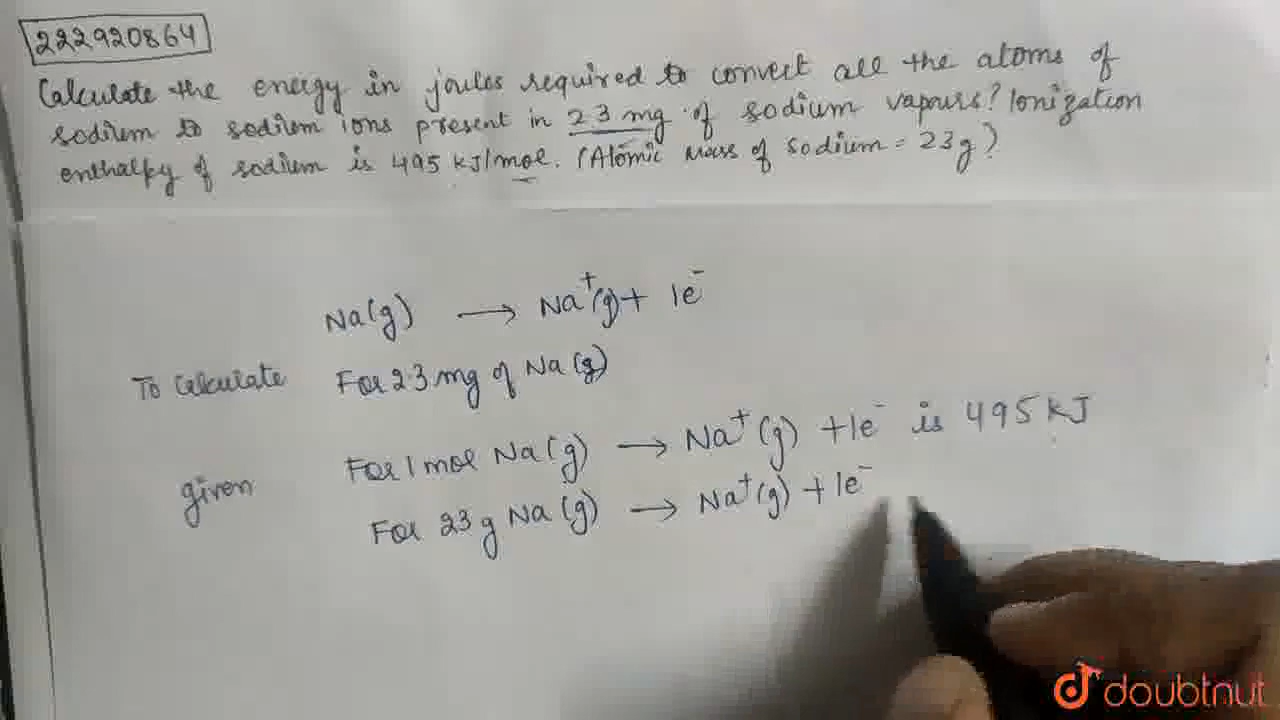 222920864
Calculate the energy in joules required to convert all the atoms of
sodium to sodium ions present in 2.3 mg of sodium vapours? Ionization
enthalpy of sodium is 495 KJ/mol. (Atomic Mass of Sodium = 23g)
Na(g) → Na⁺(g) + 1e⁻
To Calculate For 2.3 mg of Na(g)
given For 1 mol Na(g) → Na⁺(g) + 1e⁻ is 495 KJ
For 23g Na(g) → Na⁺(g) + 1e⁻
doubtnut